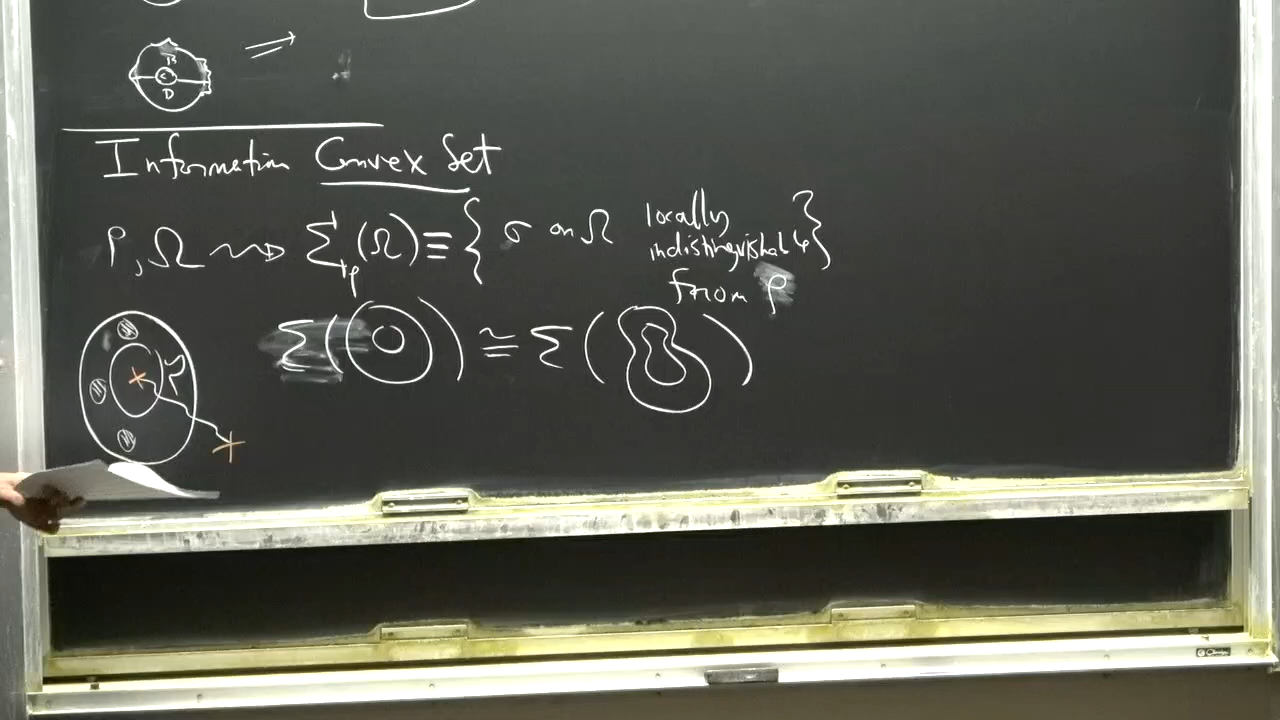 B
C
D
⇒
Information Convex Set
ρ, Ω ⇝ Σ_ρ(Ω) ≡ { σ on Ω locally indistinguishable from ρ }
Σ( ) ≅ Σ( )